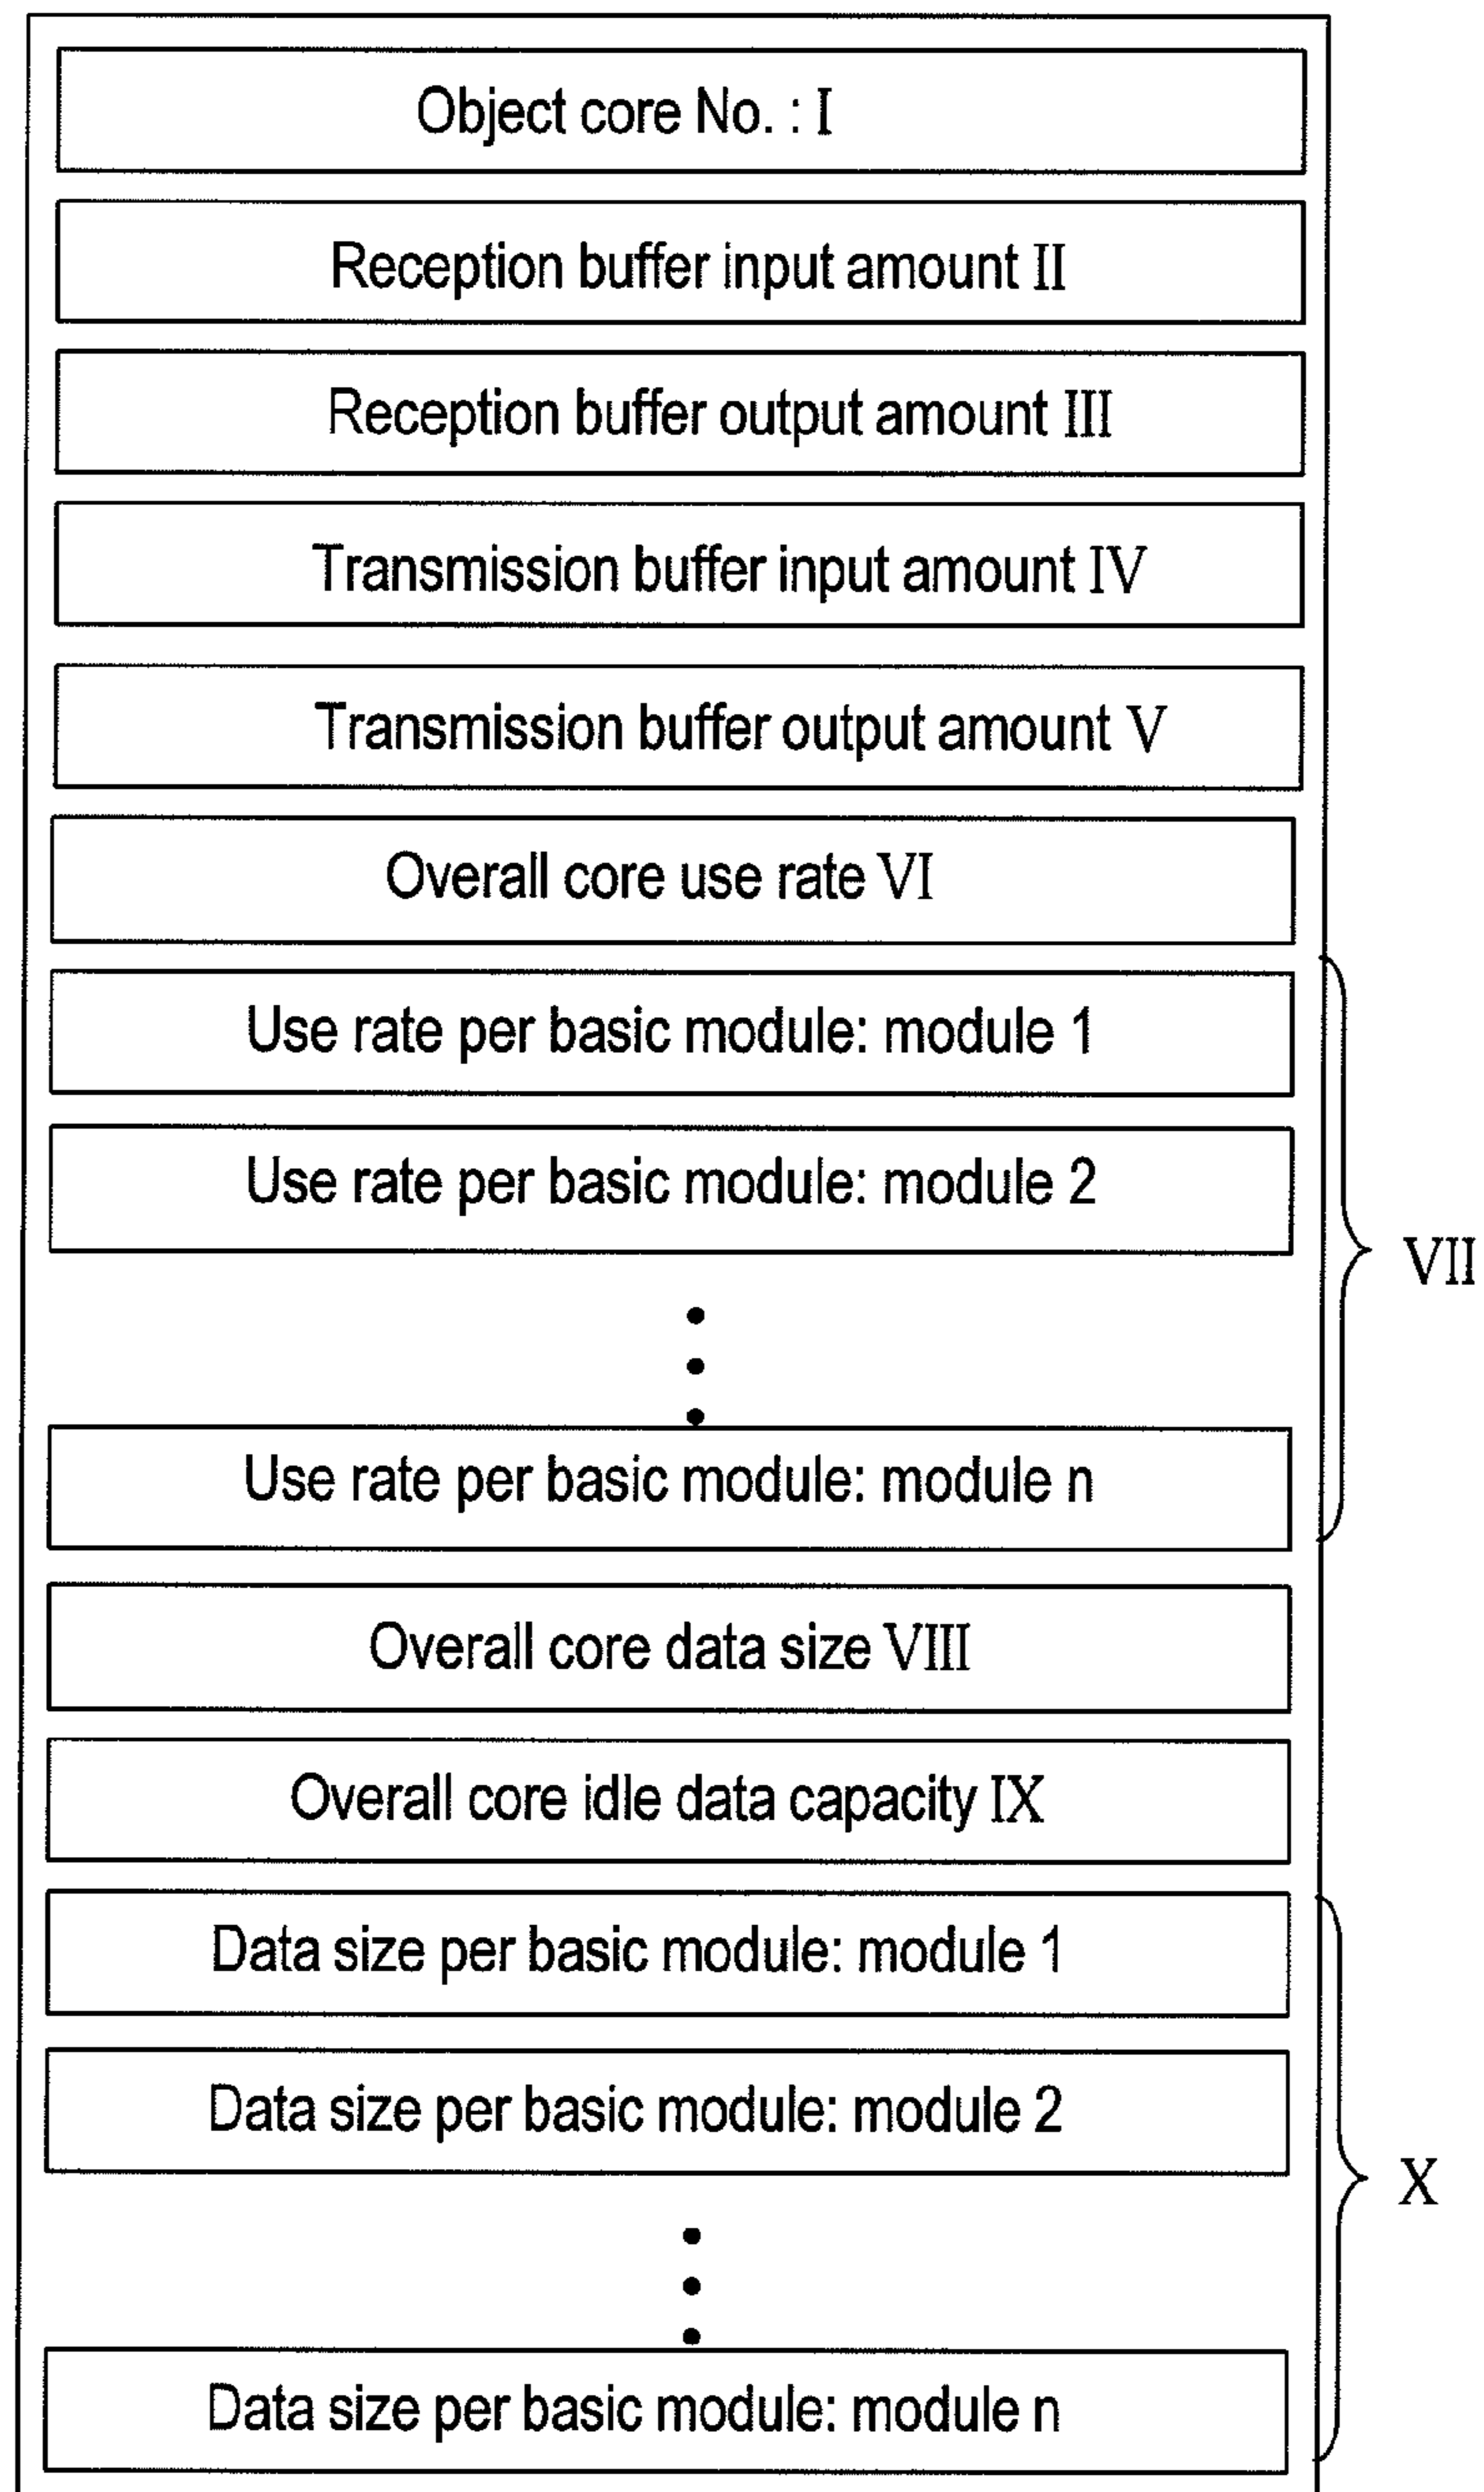 Object core No. : I
Reception buffer input amount II
Reception buffer output amount III
Transmission buffer input amount IV
Transmission buffer output amount V
Overall core use rate VI
Use rate per basic module: module 1
Use rate per basic module: module 2
VII
Use rate per basic module: module n
Overall core data size VIII
Overall core idle data capacity IX
Data size per basic module: module 1
Data size per basic module: module 2
X
Data size per basic module: module n